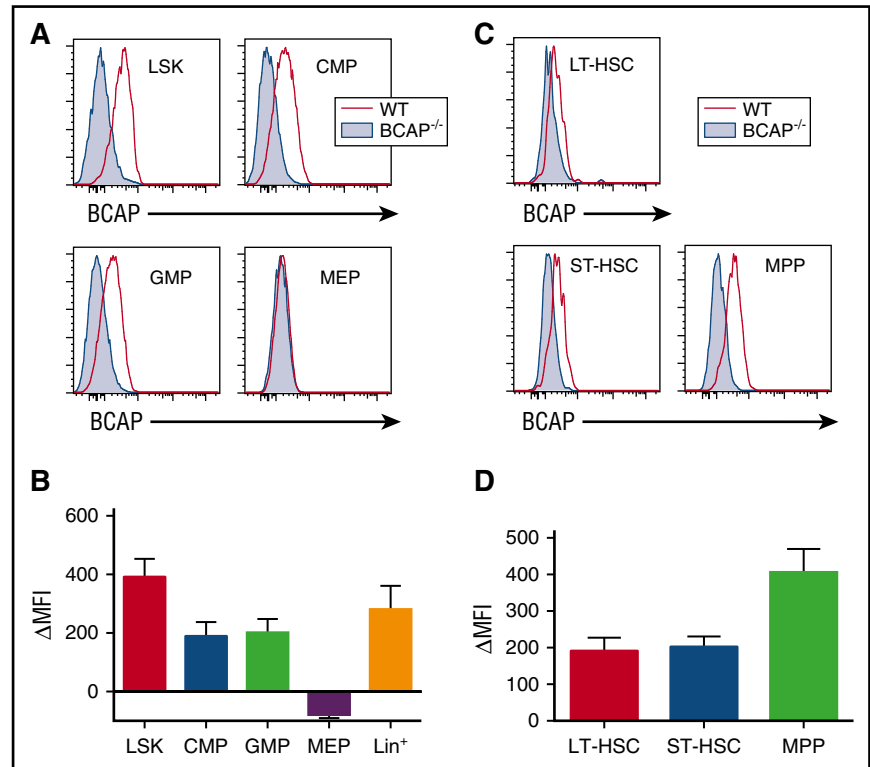 A
LSK
CMP
WT
BCAP-/-
BCAP
GMP
MEP
BCAP
C
LT-HSC
WT
BCAP-/-
BCAP
ST-HSC
MPP
BCAP
B
ΔMFI
600
400
200
0
LSK CMP GMP MEP Lin+
D
ΔMFI
500
400
300
200
100
0
LT-HSC ST-HSC MPP